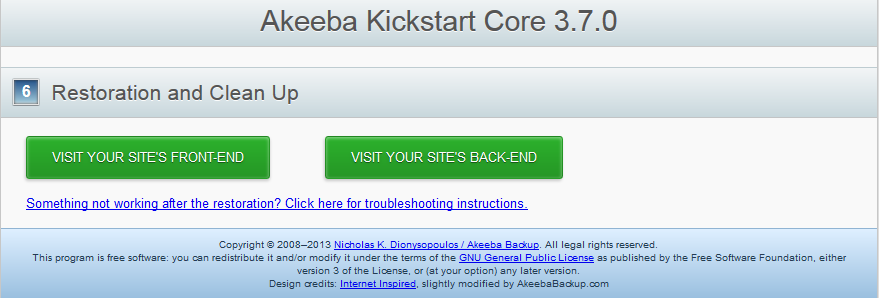 Akeeba Kickstart Core 3.7.0
6 Restoration and Clean Up
VISIT YOUR SITE'S FRONT-END VISIT YOUR SITE'S BACK-END
Something not working after the restoration? Click here for troubleshooting instructions.
Copyright © 2008–2013 Nicholas K. Dionysopoulos / Akeeba Backup. All legal rights reserved.
This program is free software: you can redistribute it and/or modify it under the terms of the GNU General Public License as published by the Free Software Foundation, either
version 3 of the License, or (at your option) any later version.
Design credits: Internet Inspired, slightly modified by AkeebaBackup.com